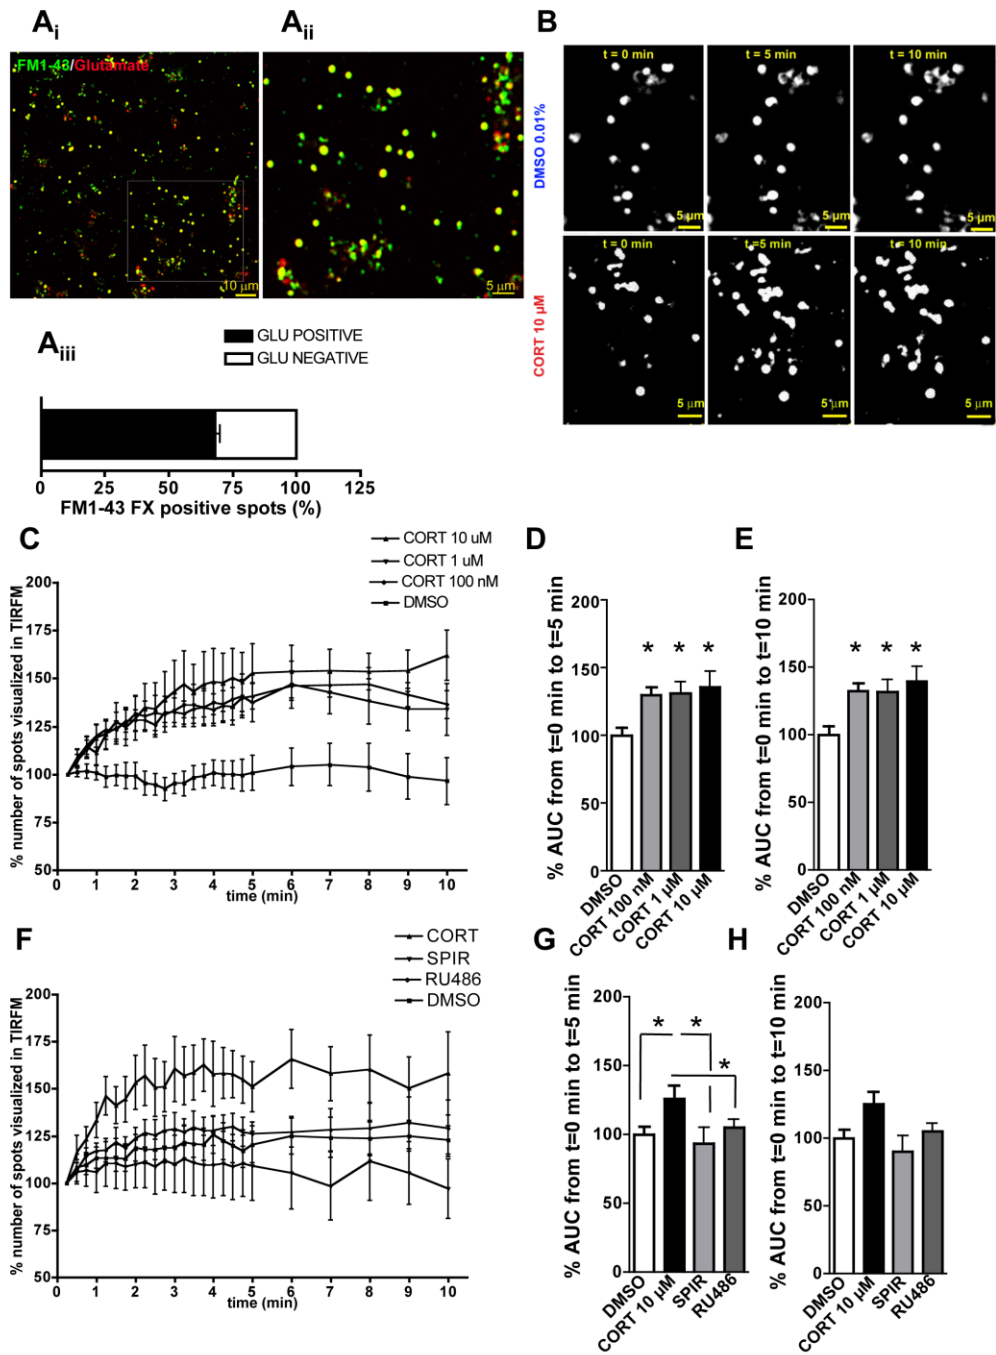 Ai
Aii
B
FM1-43/Glutamate
10 μm
5 μm
DMSO 0.01%
t = 0 min
t = 5 min
t = 10 min
5 μm
5 μm
5 μm
CORT 10 μM
t = 0 min
t =5 min
t = 10 min
5 μm
5 μm
5 μm
Aiii
GLU POSITIVE
GLU NEGATIVE
0
25
50
75
100
125
FM1-43 FX positive spots (%)
C
CORT 10 uM
CORT 1 uM
CORT 100 nM
DMSO
% number of spots visualized in TIRFM
200
175
150
125
100
75
50
0
1
2
3
4
5
6
7
8
9
10
time (min)
D
% AUC from t=0 min to t=5 min
200
150
100
50
0
* * *
DMSO
CORT 100 nM
CORT 1 μM
CORT 10 μM
E
% AUC from t=0 min to t=10 min
200
150
100
50
0
* * *
DMSO
CORT 100 nM
CORT 1 μM
CORT 10 μM
F
CORT
SPIR
RU486
DMSO
% number of spots visualized in TIRFM
200
175
150
125
100
75
50
0
1
2
3
4
5
6
7
8
9
10
time (min)
G
% AUC from t=0 min to t=5 min
200
150
100
50
0
* *
*
DMSO
CORT 10 μM
SPIR
RU486
H
% AUC from t=0 min to t=10 min
200
150
100
50
0
DMSO
CORT 10 μM
SPIR
RU486